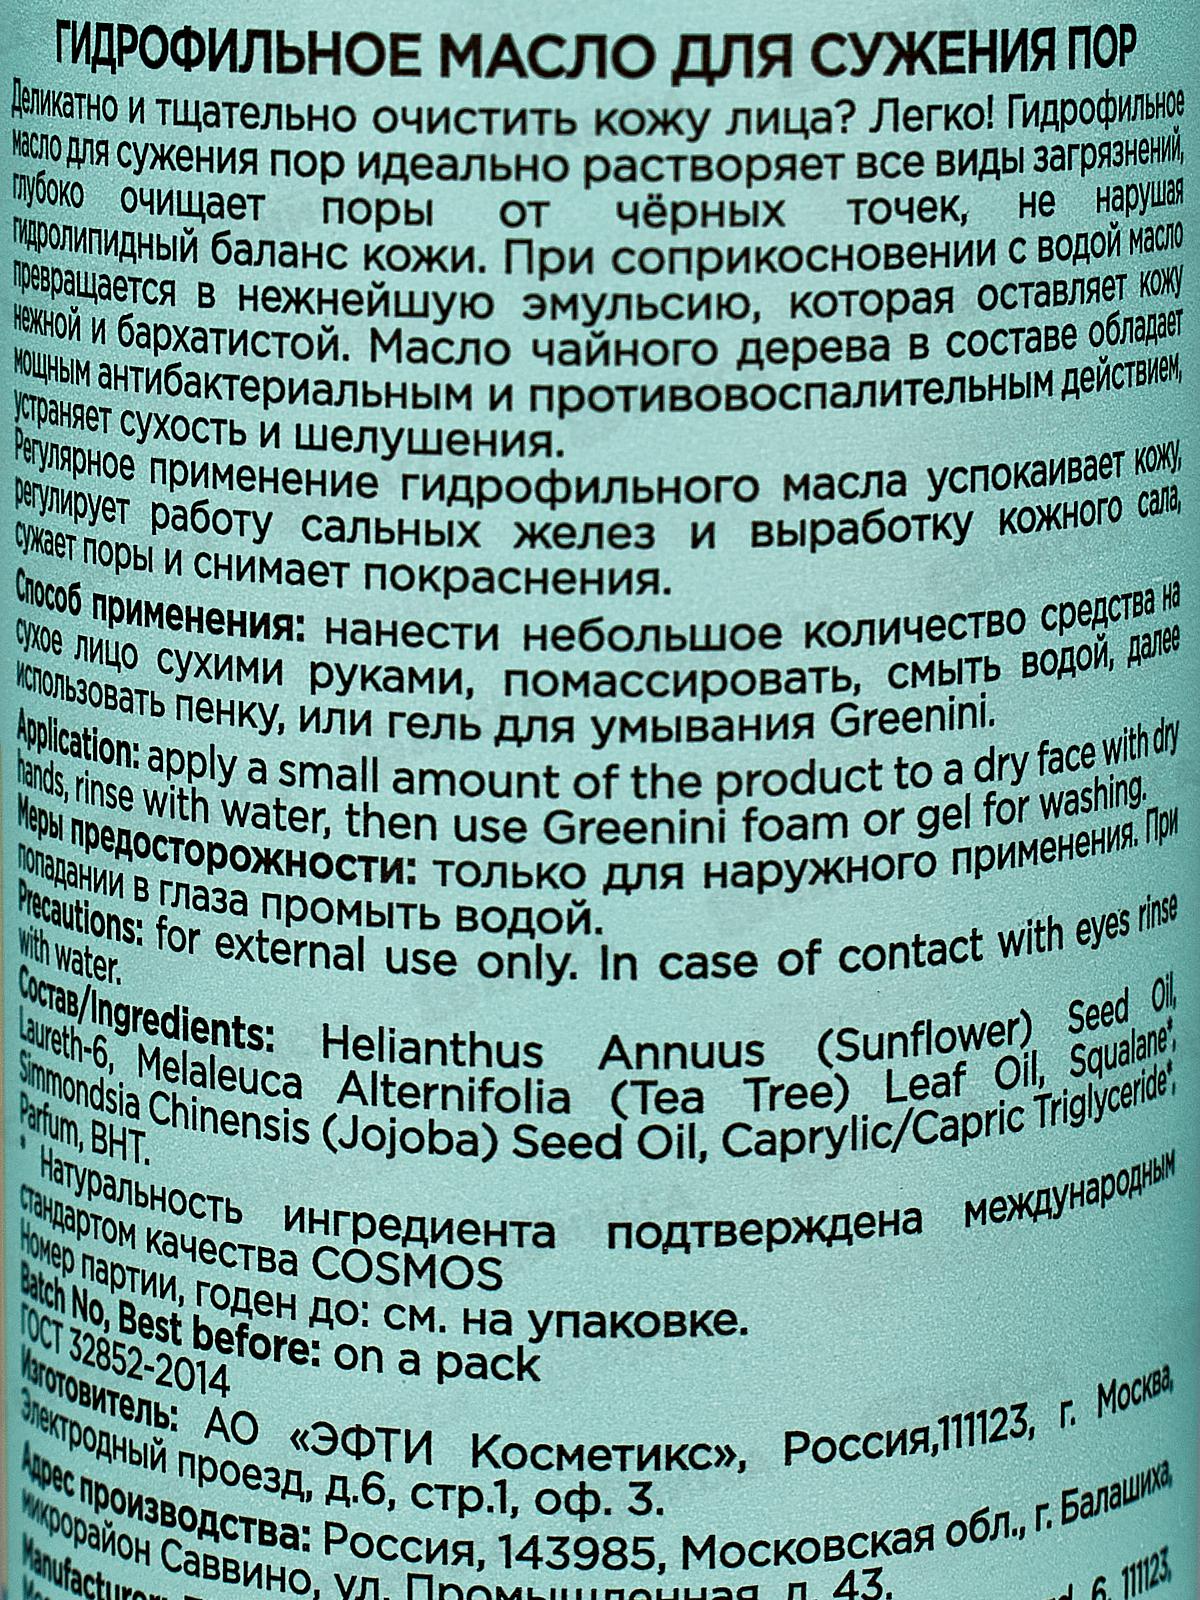 ГИДРОФИЛЬНОЕ МАСЛО ДЛЯ СУЖЕНИЯ ПОР
Деликатно и тщательно очистить кожу лица? Легко! Гидрофильное
масло для сужения пор идеально растворяет все виды загрязнений,
глубоко очищает поры от чёрных точек, не нарушая
гидролипидный баланс кожи. При соприкосновении с водой масло
превращается в нежнейшую эмульсию, которая оставляет кожу
нежной и бархатистой. Масло чайного дерева в составе обладает
мощным антибактериальным и противовоспалительным действием,
устраняет сухость и шелушения.
Регулярное применение гидрофильного масла успокаивает кожу,
регулирует работу сальных желез и выработку кожного сала,
сужает поры и снимает покраснения.
Способ применения: нанести небольшое количество средства на
сухое лицо сухими руками, помассировать, смыть водой, далее
использовать пенку, или гель для умывания Greenini.
Application: apply a small amount of the product to a dry face with dry
hands, rinse with water, then use Greenini foam or gel for washing.
Меры предосторожности: только для наружного применения. При
попадании в глаза промыть водой.
Precautions: for external use only. In case of contact with eyes rinse
with water.
Состав/Ingredients: Helianthus Annuus (Sunflower) Seed Oil,
Laureth-6, Melaleuca Alternifolia (Tea Tree) Leaf Oil, Squalane*,
Simmondsia Chinensis (Jojoba) Seed Oil, Caprylic/Capric Triglyceride*,
Parfum, BHT.
* Натуральность ингредиента подтверждена международным
стандартом качества COSMOS
Номер партии, годен до: см. на упаковке.
Batch No, Best before: on a pack
ГОСТ 32852-2014
Изготовитель: АО «ЭФТИ Косметикс», Россия,111123, г. Москва,
Электродный проезд, д.6, стр.1, оф. 3.
Адрес производства: Россия, 143985, Московская обл., г. Балашиха,
микрорайон Саввино, ул. Промышленная, д. 43.
Manufacturer: 6, 111123,